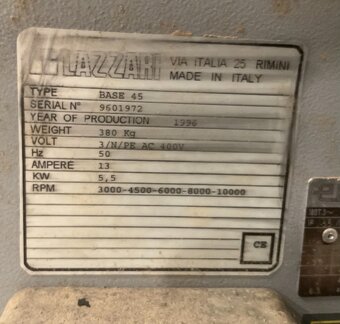 LAZZARI VIA ITALIA 25 RIMINI
MADE IN ITALY
TYPE BASE 45
SERIAL N° 9601972
YEAR OF PRODUCTION 1996
WEIGHT 380 Kg
VOLT 3/N/PE AC 400V
Hz 50
AMPERE 13
KW 5,5
RPM 3000-4500-6000-8000-10000
CE
MOT.3~